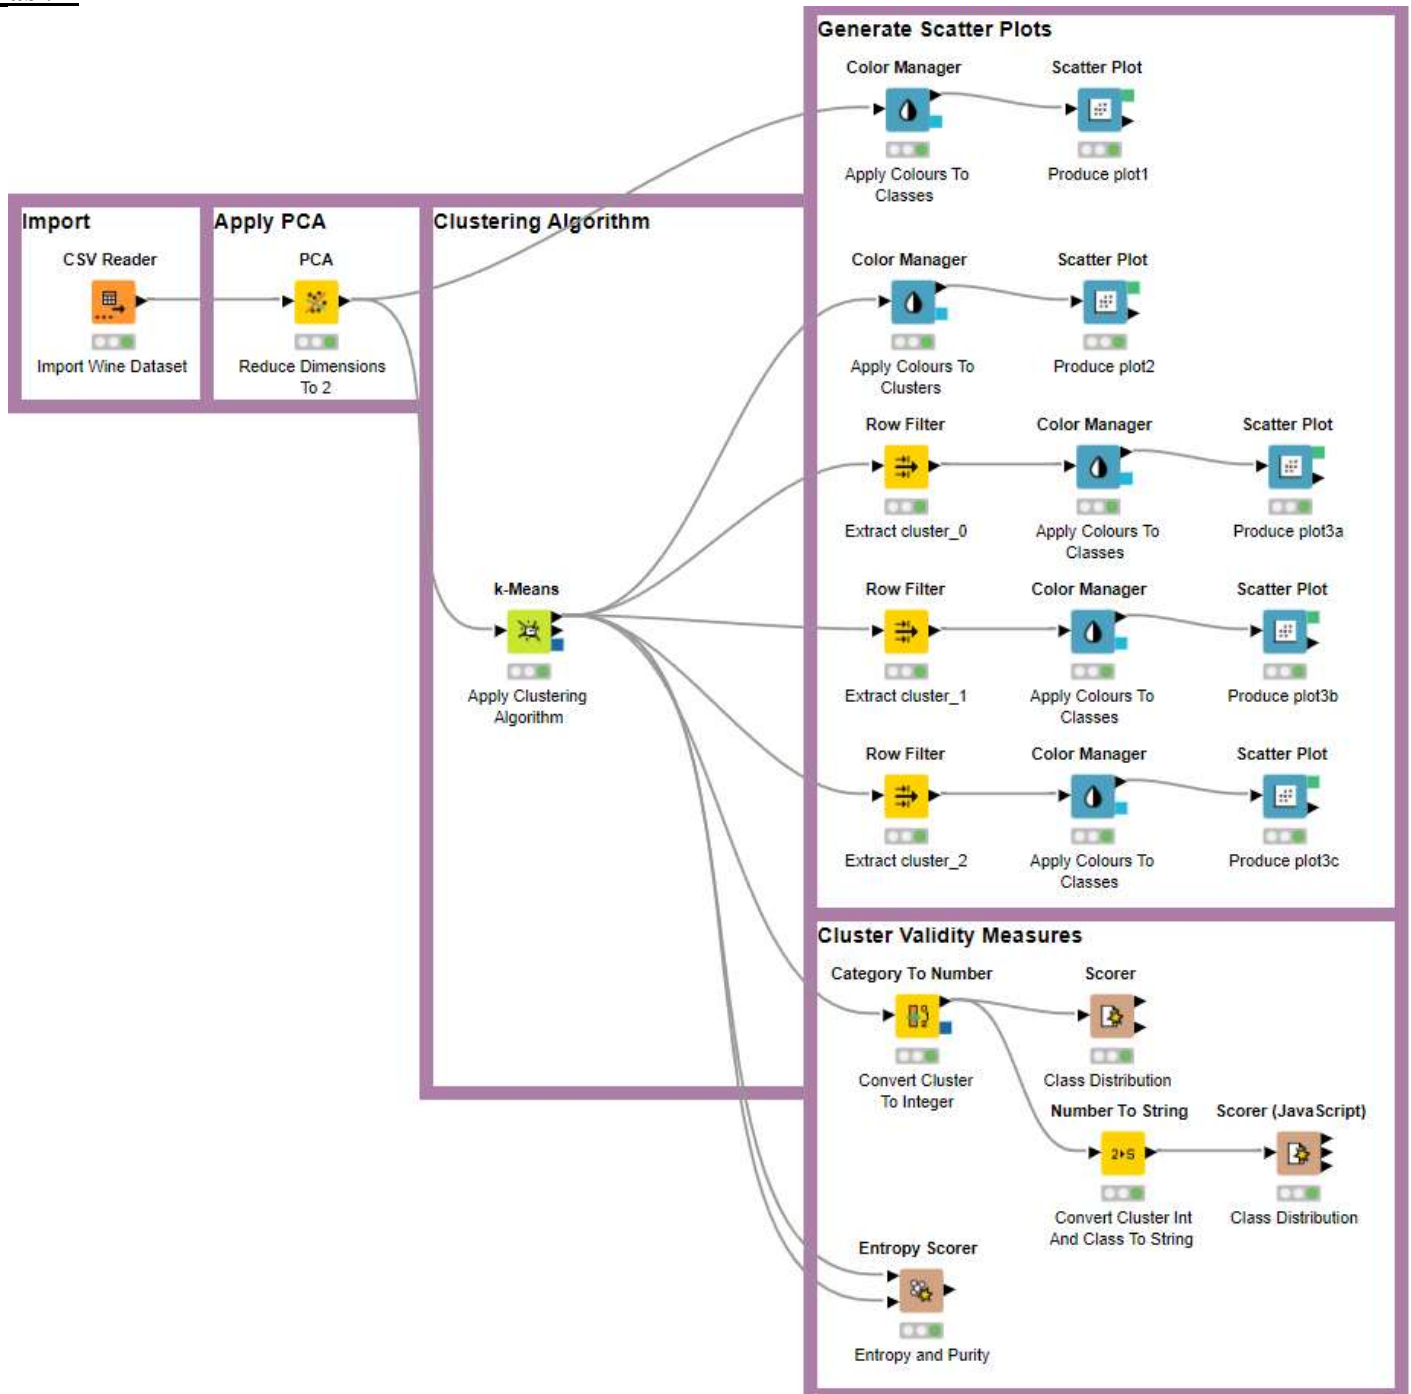 Generate Scatter Plots
Color Manager
Scatter Plot
Apply Colours To
Classes
Produce plot1
Import
Apply PCA
Clustering Algorithm
CSV Reader
PCA
Import Wine Dataset
Reduce Dimensions
To 2
Color Manager
Scatter Plot
Apply Colours To
Clusters
Produce plot2
Row Filter
Color Manager
Scatter Plot
Extract cluster_0
Apply Colours To
Classes
Produce plot3a
k-Means
Apply Clustering
Algorithm
Row Filter
Color Manager
Scatter Plot
Extract cluster_1
Apply Colours To
Classes
Produce plot3b
Row Filter
Color Manager
Scatter Plot
Extract cluster_2
Apply Colours To
Classes
Produce plot3c
Cluster Validity Measures
Category To Number
Scorer
Convert Cluster
To Integer
Class Distribution
Number To String
Scorer (JavaScript)
2▸S
Convert Cluster Int
And Class To String
Class Distribution
Entropy Scorer
Entropy and Purity